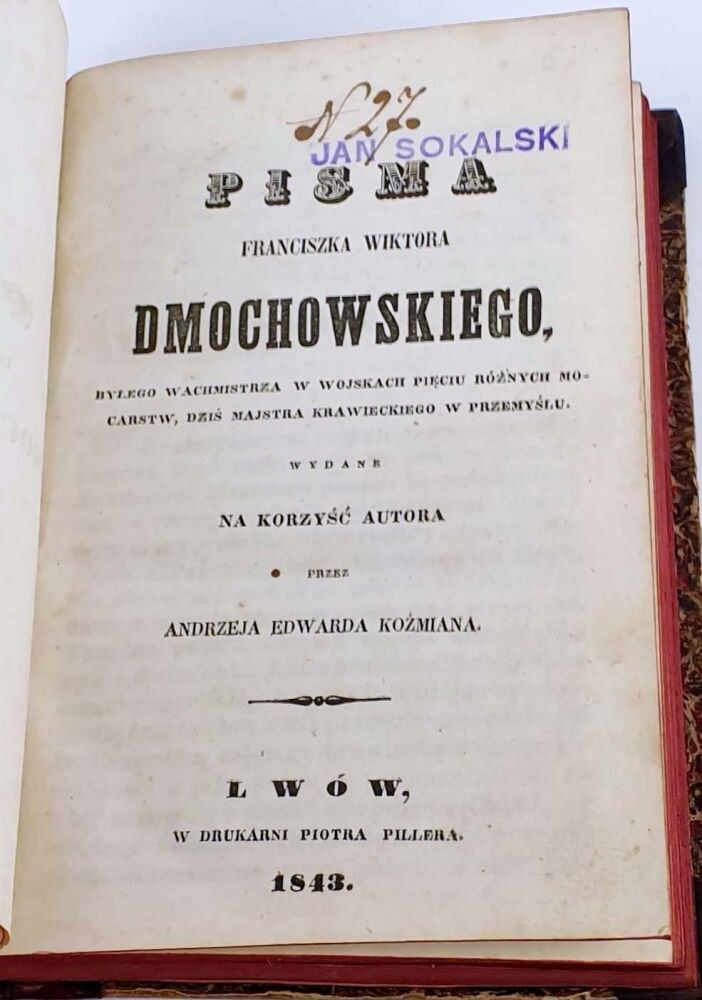 N 27.
JAN SOKALSKI
PISMA
FRANCISZKA WIKTORA
DMOCHOWSKIEGO,
BYŁEGO WACHMISTRZA W WOJSKACH PIĘCIU RÓŻNYCH MO-
CARSTW, DZIŚ MAJSTRA KRAWIECKIEGO W PRZEMYŚLU.
WYDANE
NA KORZYŚĆ AUTORA
PRZEZ
ANDRZEJA EDWARDA KOŹMIANA.
LWÓW,
W DRUKARNI PIOTRA PILLERA.
1843.